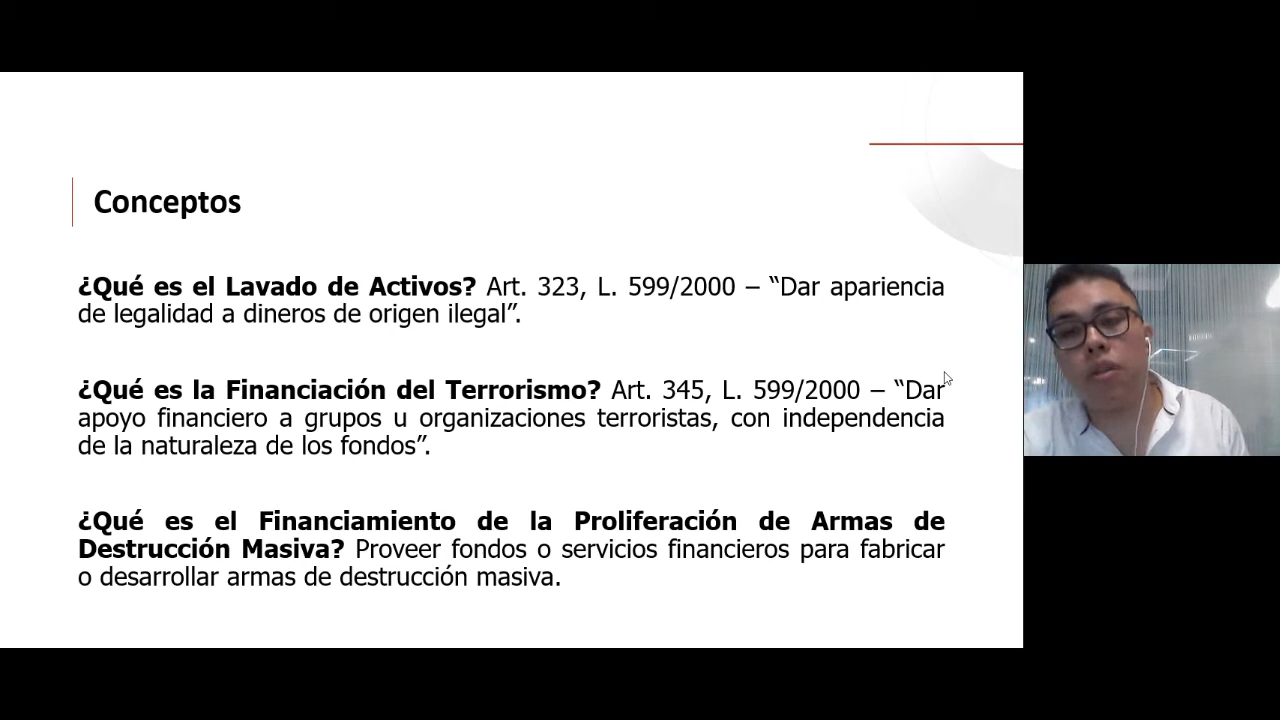 Conceptos
¿Qué es el Lavado de Activos? Art. 323, L. 599/2000 – “Dar apariencia
de legalidad a dineros de origen ilegal”.
¿Qué es la Financiación del Terrorismo? Art. 345, L. 599/2000 – “Dar
apoyo financiero a grupos u organizaciones terroristas, con independencia
de la naturaleza de los fondos”.
¿Qué es el Financiamiento de la Proliferación de Armas de
Destrucción Masiva? Proveer fondos o servicios financieros para fabricar
o desarrollar armas de destrucción masiva.